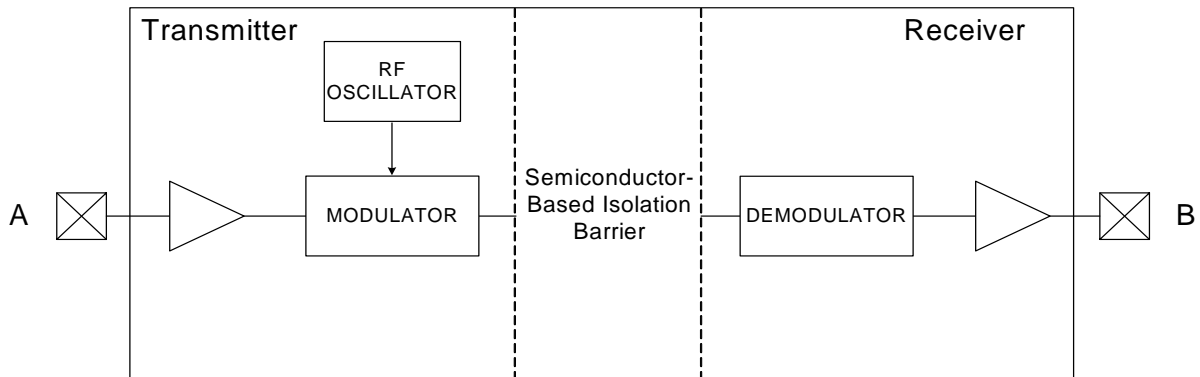 Transmitter
Receiver
RF
OSCILLATOR
A
MODULATOR
Semiconductor-
Based Isolation
Barrier
DEMODULATOR
B